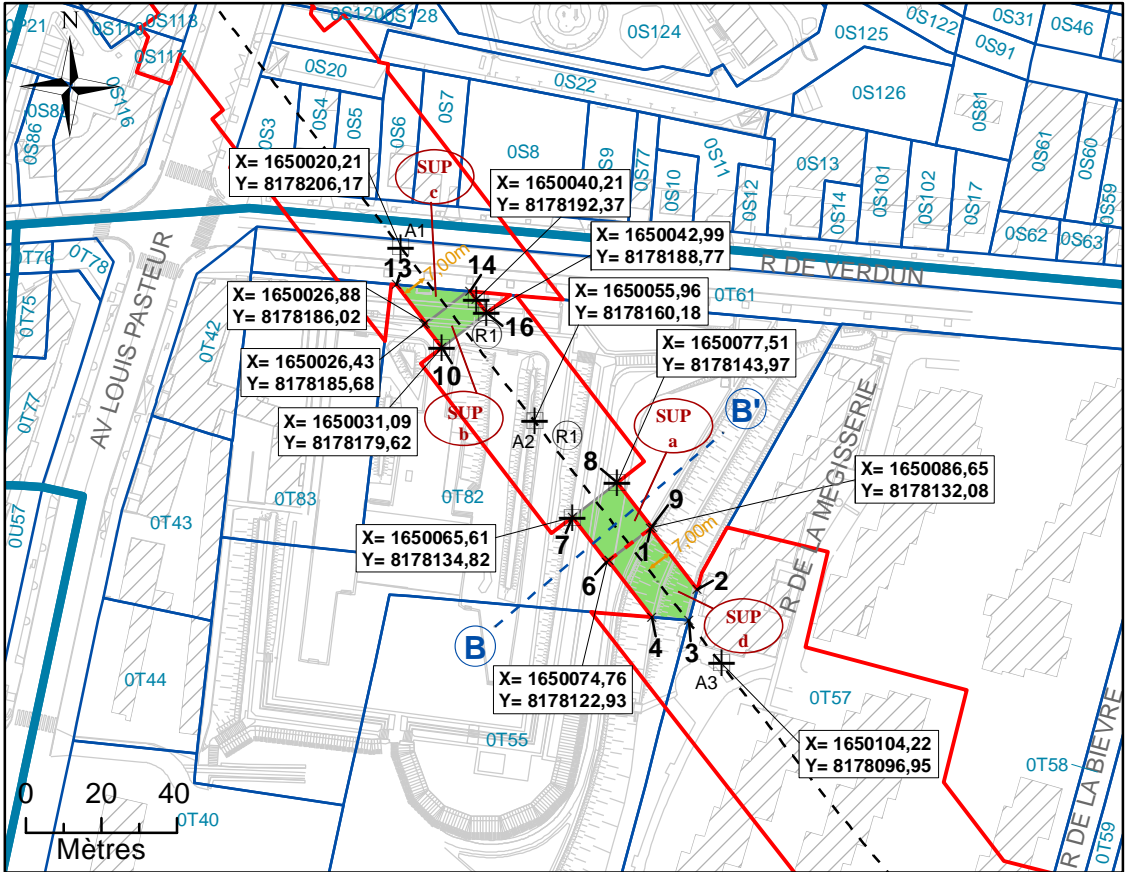 0P21
0S118
0S113
0S117
0S120
0S128
0S124
0S125
0S122
0S31
0S46
0S91
N
0S8
0S86
0S116
0S20
0S22
0S126
0S3
0S4
0S5
0S6
0S7
0S8
0S9
0S77
0S10
0S11
0S12
0S13
0S14
0S101
0S102
0S17
0S81
0S61
0S60
0S59
0S62
0S63
X= 1650020,21
Y= 8178206,17
SUP
c
X= 1650040,21
Y= 8178192,37
X= 1650042,99
Y= 8178188,77
A1
R DE VERDUN
0T76
0T78
0T75
0T61
13
7,00m
14
16
R1
X= 1650026,88
Y= 8178186,02
X= 1650055,96
Y= 8178160,18
X= 1650077,51
Y= 8178143,97
X= 1650026,43
Y= 8178185,68
10
AV LOUIS PASTEUR
0T42
0T77
X= 1650031,09
Y= 8178179,62
SUP
b
A2
R1
SUP
a
B'
R DE LA MEGISSERIE
X= 1650086,65
Y= 8178132,08
8
9
0T83
0T82
0U57
0T43
X= 1650065,61
Y= 8178134,82
7
1
7,00m
6
2
SUP
d
B
4
3
A3
X= 1650074,76
Y= 8178122,93
0T44
0T55
0T57
X= 1650104,22
Y= 8178096,95
0T58
R DE LA BIEVRE
0T59
0T40
0 20 40
Mètres